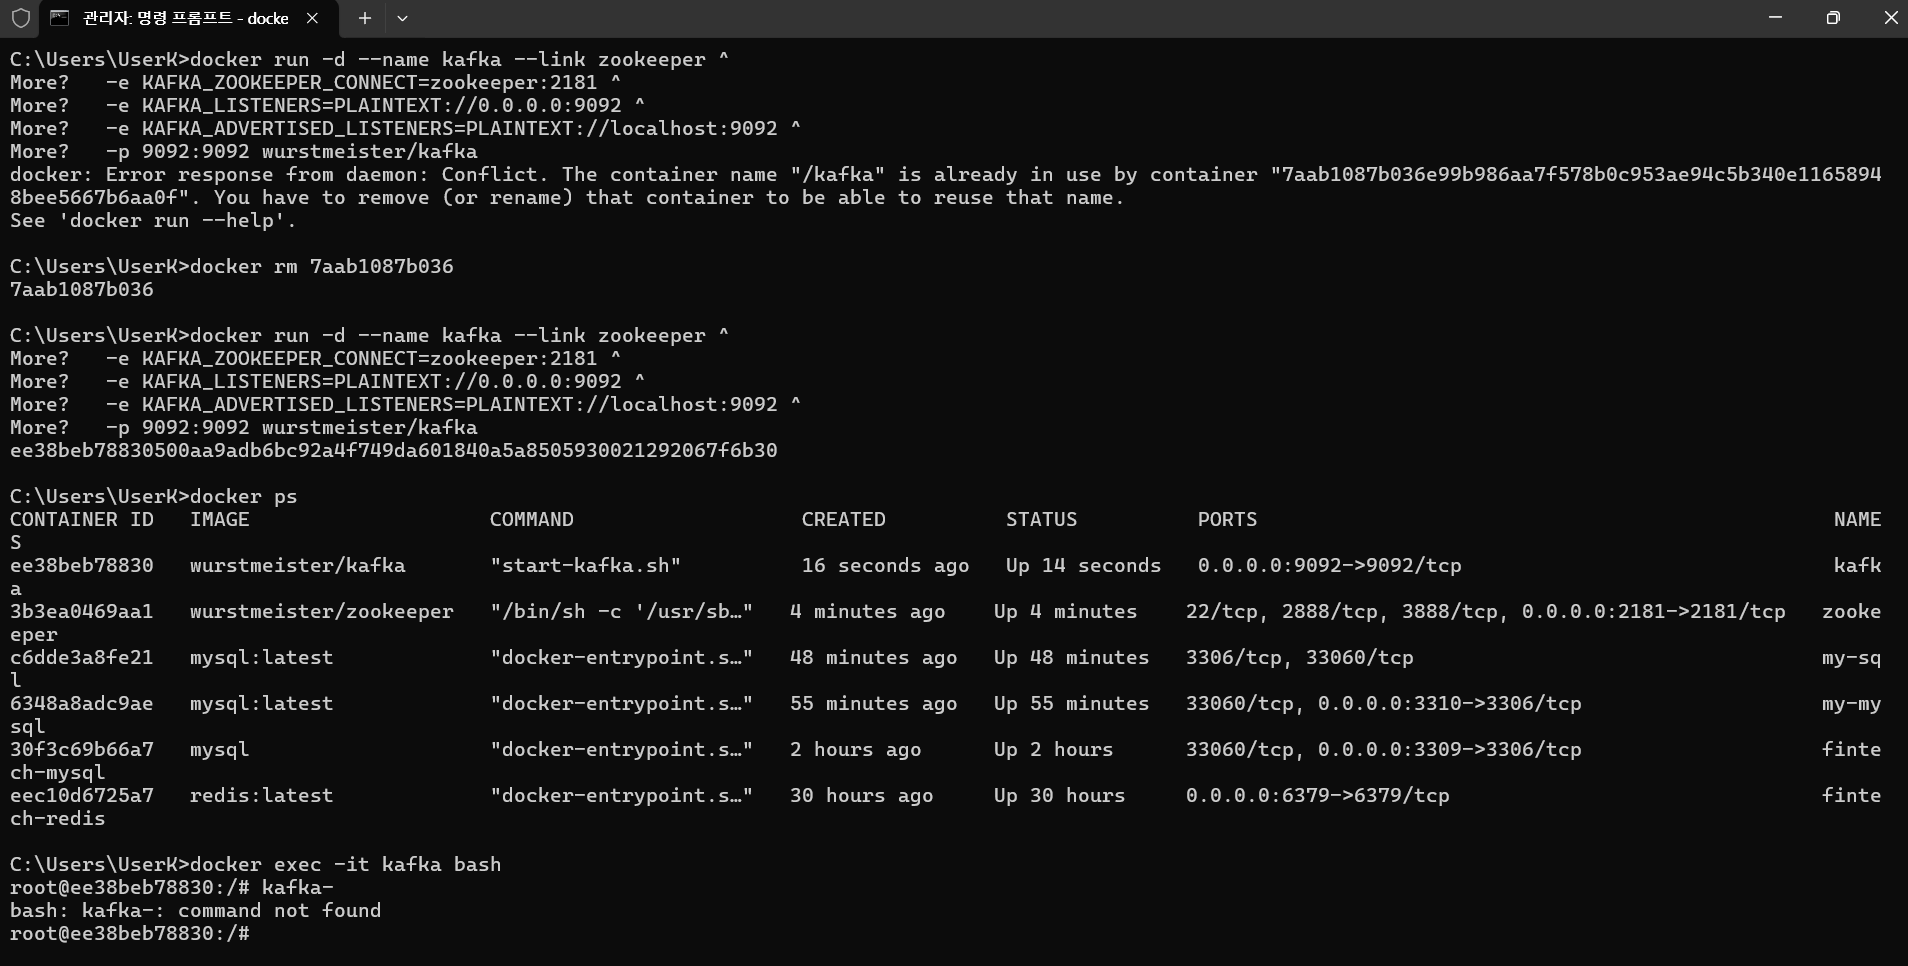 관리자: 명령 프롬프트 - docke
C:\Users\UserK>docker run -d --name kafka --link zookeeper ^
More?   -e KAFKA_ZOOKEEPER_CONNECT=zookeeper:2181 ^
More?   -e KAFKA_LISTENERS=PLAINTEXT://0.0.0.0:9092 ^
More?   -e KAFKA_ADVERTISED_LISTENERS=PLAINTEXT://localhost:9092 ^
More?   -p 9092:9092 wurstmeister/kafka
docker: Error response from daemon: Conflict. The container name "/kafka" is already in use by container "7aab1087b036e99b986aa7f578b0c953ae94c5b340e1165894
8bee5667b6aa0f". You have to remove (or rename) that container to be able to reuse that name.
See 'docker run --help'.
C:\Users\UserK>docker rm 7aab1087b036
7aab1087b036
C:\Users\UserK>docker run -d --name kafka --link zookeeper ^
More?   -e KAFKA_ZOOKEEPER_CONNECT=zookeeper:2181 ^
More?   -e KAFKA_LISTENERS=PLAINTEXT://0.0.0.0:9092 ^
More?   -e KAFKA_ADVERTISED_LISTENERS=PLAINTEXT://localhost:9092 ^
More?   -p 9092:9092 wurstmeister/kafka
ee38beb78830500aa9adb6bc92a4f749da601840a5a8505930021292067f6b30
C:\Users\UserK>docker ps
CONTAINER ID   IMAGE                    COMMAND                   CREATED          STATUS          PORTS                                                NAME
S
ee38beb78830   wurstmeister/kafka       "start-kafka.sh"          16 seconds ago   Up 14 seconds   0.0.0.0:9092->9092/tcp                               kafk
a
3b3ea0469aa1   wurstmeister/zookeeper   "/bin/sh -c '/usr/sb…"   4 minutes ago    Up 4 minutes    22/tcp, 2888/tcp, 3888/tcp, 0.0.0.0:2181->2181/tcp   zooke
eper
c6dde3a8fe21   mysql:latest             "docker-entrypoint.s…"   48 minutes ago   Up 48 minutes   3306/tcp, 33060/tcp                                  my-sq
l
6348a8adc9ae   mysql:latest             "docker-entrypoint.s…"   55 minutes ago   Up 55 minutes   33060/tcp, 0.0.0.0:3310->3306/tcp                    my-my
sql
30f3c69b66a7   mysql                    "docker-entrypoint.s…"   2 hours ago      Up 2 hours      33060/tcp, 0.0.0.0:3309->3306/tcp                    finte
ch-mysql
eec10d6725a7   redis:latest             "docker-entrypoint.s…"   30 hours ago     Up 30 hours     0.0.0.0:6379->6379/tcp                               finte
ch-redis
C:\Users\UserK>docker exec -it kafka bash
root@ee38beb78830:/# kafka-
bash: kafka-: command not found
root@ee38beb78830:/#